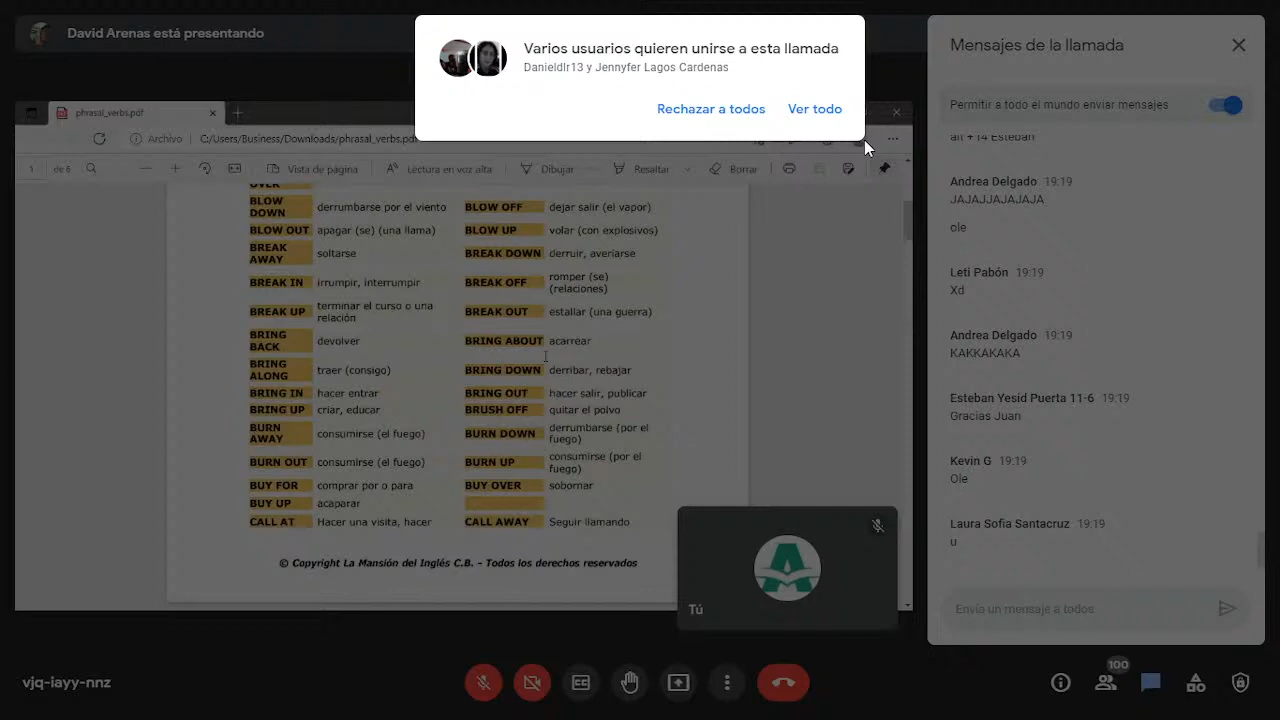 David Arenas está presentando
Varios usuarios quieren unirse a esta llamada
Danieldlr13 y Jennyfer Lagos Cardenas
Rechazar a todos
Ver todo
phrasal_verbs.pdf
Archivo
C:/Users/Business/Downloads/phrasal_verbs.pdf
1 de 6
Vista de página
Lectura en voz alta
Dibujar
Resaltar
Borrar
OVER
BLOW DOWN derrumbarse por el viento BLOW OFF dejar salir (el vapor)
BLOW OUT apagar (se) (una llama) BLOW UP volar (con explosivos)
BREAK AWAY soltarse BREAK DOWN derruir, averiarse
BREAK IN irrumpir, interrumpir BREAK OFF romper (se) (relaciones)
BREAK UP terminar el curso o una relación BREAK OUT estallar (una guerra)
BRING BACK devolver BRING ABOUT acarrear
BRING ALONG traer (consigo) BRING DOWN derribar, rebajar
BRING IN hacer entrar BRING OUT hacer salir, publicar
BRING UP criar, educar BRUSH OFF quitar el polvo
BURN AWAY consumirse (el fuego) BURN DOWN derrumbarse (por el fuego)
BURN OUT consumirse (el fuego) BURN UP consumirse (por el fuego)
BUY FOR comprar por o para BUY OVER sobornar
BUY UP acaparar
CALL AT Hacer una visita, hacer CALL AWAY Seguir llamando
© Copyright La Mansión del Inglés C.B. - Todos los derechos reservados
Tú
Mensajes de la llamada
Permitir a todo el mundo enviar mensajes
alt + 14 Esteban
Andrea Delgado 19:19
JAJAJJAJAJAJA
ole
Leti Pabón 19:19
Xd
Andrea Delgado 19:19
KAKKAKAKA
Esteban Yesid Puerta 11-6 19:19
Gracias Juan
Kevin G 19:19
Ole
Laura Sofia Santacruz 19:19
u
Envía un mensaje a todos
vjq-iayy-nnz
100